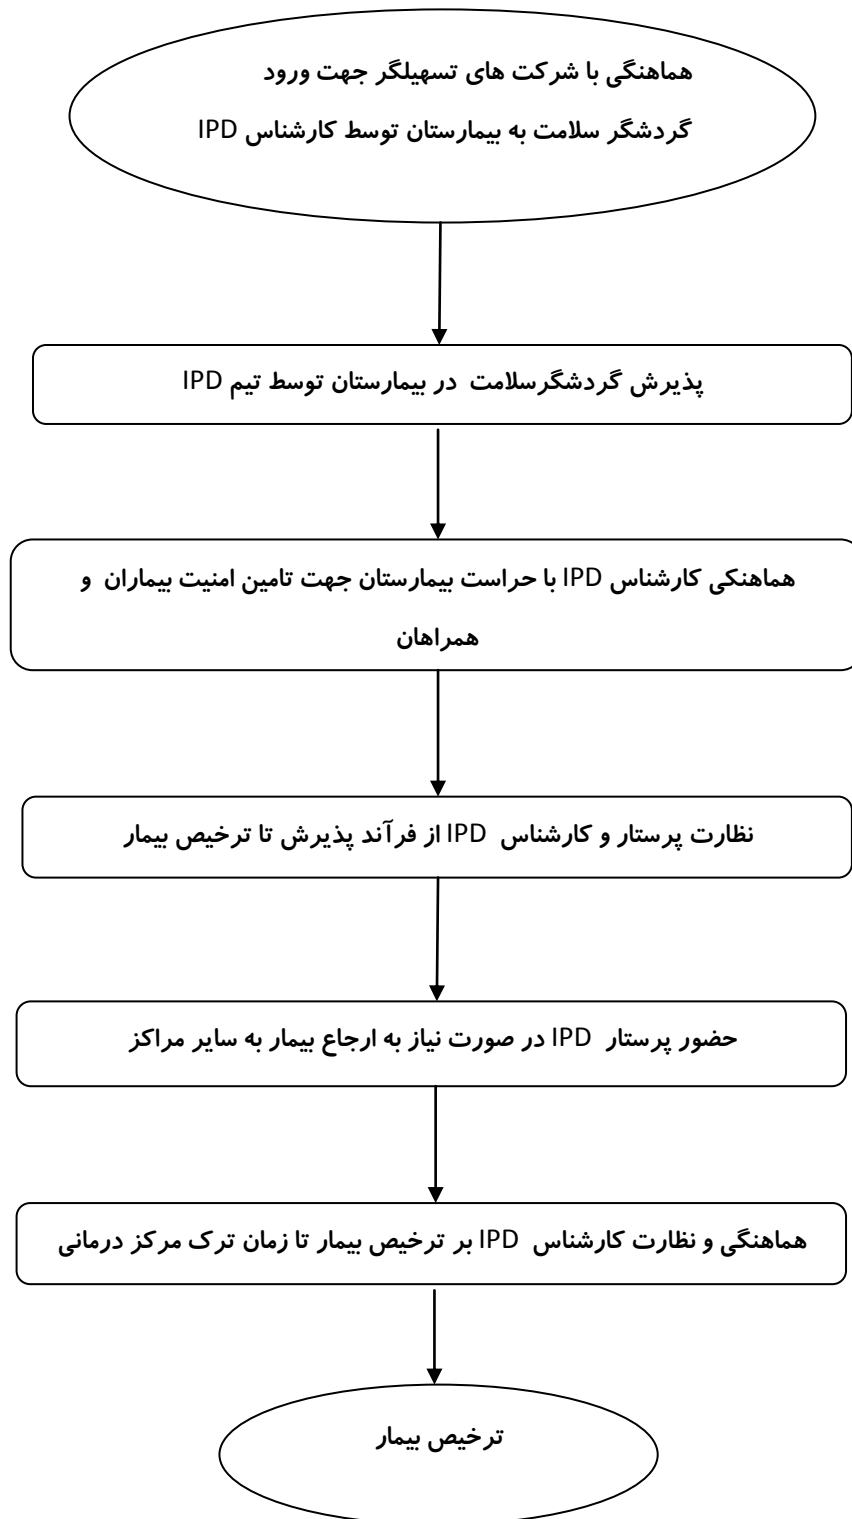 هماهنگی با شرکت های تسهیلگر جهت ورود
گردشگر سلامت به بیمارستان توسط کارشناس IPD
پذیرش گردشگرسلامت در بیمارستان توسط تیم IPD
هماهنکی کارشناس IPD با حراست بیمارستان جهت تامین امنیت بیماران و
همراهان
نظارت پرستار و کارشناس IPD از فرآند پذیرش تا ترخیص بیمار
حضور پرستار IPD در صورت نیاز به ارجاع بیمار به سایر مراکز
هماهنگی و نظارت کارشناس IPD بر ترخیص بیمار تا زمان ترک مرکز درمانی
ترخیص بیمار